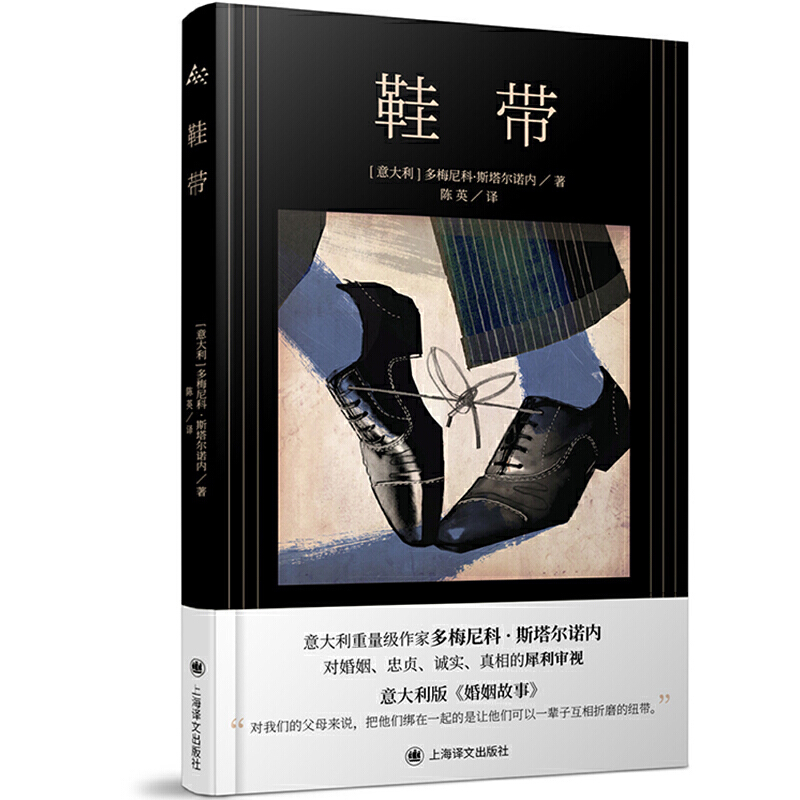 鞋带
[意大利]多梅尼科·斯塔尔诺内／著
陈英／译
鞋带
[意大利]多梅尼科·斯塔尔诺内／著
陈英／译
意大利重量级作家多梅尼科·斯塔尔诺内
对婚姻、忠贞、诚实、真相的犀利审视
意大利版《婚姻故事》
“对我们的父母来说，把他们绑在一起的是让他们可以一辈子互相折磨的纽带。”
上海译文出版社
上海译文出版社